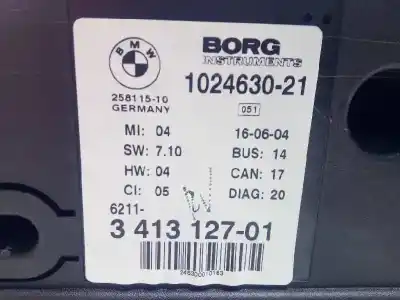 BMW
BORG
INSTRUMENTS
1024630-21
258115-10
GERMANY
051
MI: 04
16-06-04
SW: 7.10
BUS: 14
HW: 04
CAN: 17
CI: 05
DIAG: 20
6211-
3 413 127-01